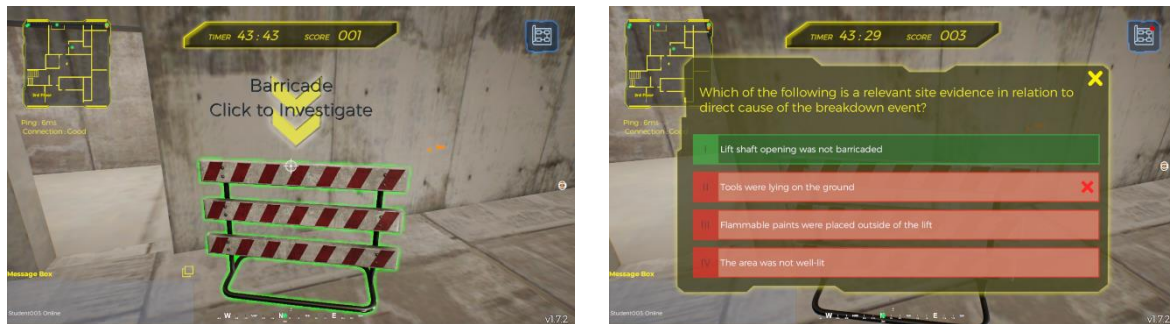 TIMER 43 : 43 SCORE 001
Barricade
Click to Investigate
3rd Floor
Ping : 6ms
Connection : Good
Message Box
Student005 Online
W N E
v1.7.2
TIMER 43 : 29 SCORE 003
Which of the following is a relevant site evidence in relation to
direct cause of the breakdown event?
I Lift shaft opening was not barricaded
II Tools were lying on the ground
III Flammable paints were placed outside of the lift
IV The area was not well-lit
3rd Floor
Ping : 6ms
Connection : Good
Message Box
Student005 Online
W N E
v1.7.2